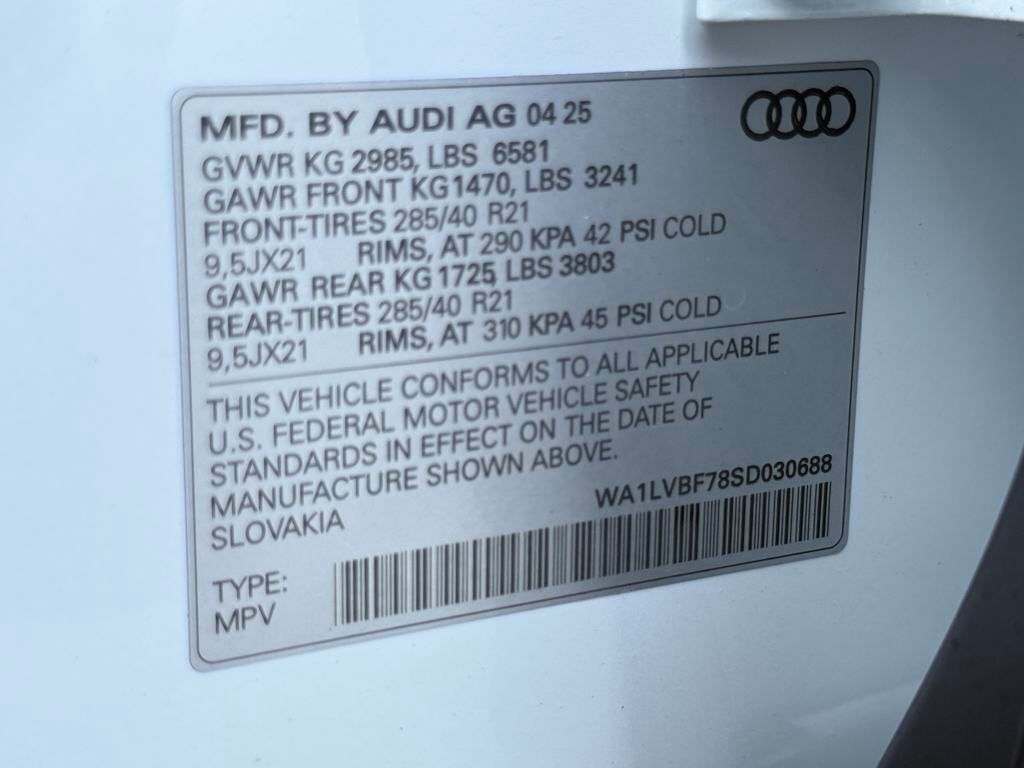 MFD. BY AUDI AG 04 25
GVWR KG 2985, LBS 6581
GAWR FRONT KG1470, LBS 3241
FRONT-TIRES 285/40 R21
9,5JX21 RIMS, AT 290 KPA 42 PSI COLD
GAWR REAR KG 1725, LBS 3803
REAR-TIRES 285/40 R21
9,5JX21 RIMS, AT 310 KPA 45 PSI COLD
THIS VEHICLE CONFORMS TO ALL APPLICABLE
U.S. FEDERAL MOTOR VEHICLE SAFETY
STANDARDS IN EFFECT ON THE DATE OF
MANUFACTURE SHOWN ABOVE.
SLOVAKIA
WA1LVBF78SD030688
TYPE:
MPV